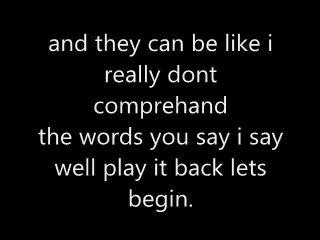 and they can be like i
really dont
comprehand
the words you say i say
well play it back lets
begin.